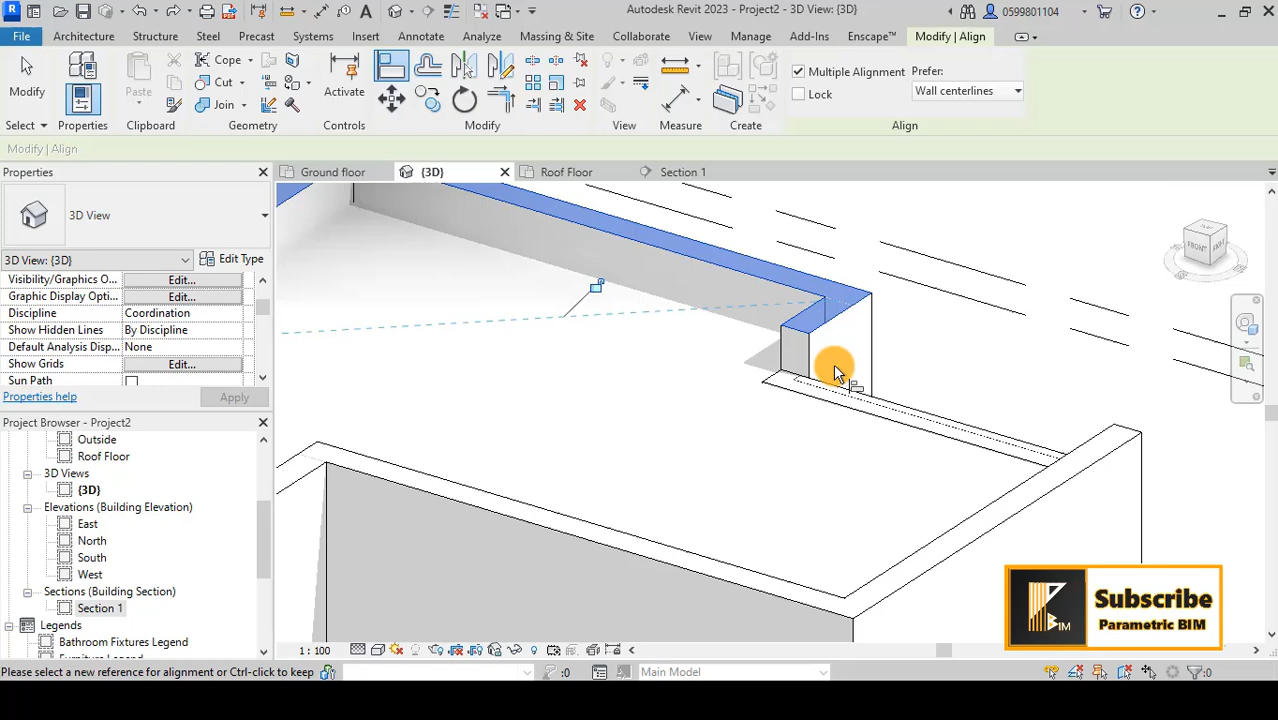 Autodesk Revit 2023 - Project2 - 3D View: {3D}
0599801104
File
Architecture
Structure
Steel
Precast
Systems
Insert
Annotate
Analyze
Massing & Site
Collaborate
View
Manage
Add-Ins
Enscape™
Modify | Align
Modify
Paste
Cope
Cut
Join
Activate
Multiple Alignment
Lock
Prefer:
Wall centerlines
Select
Properties
Clipboard
Geometry
Controls
Modify
View
Measure
Create
Align
Modify | Align
Properties
3D View
3D View: {3D}
Edit Type
Visibility/Graphics O...
Edit...
Graphic Display Opti...
Edit...
Discipline
Coordination
Show Hidden Lines
By Discipline
Default Analysis Disp...
None
Show Grids
Edit...
Sun Path
Properties help
Apply
Project Browser - Project2
Outside
Roof Floor
3D Views
{3D}
Elevations (Building Elevation)
East
North
South
West
Sections (Building Section)
Section 1
Legends
Bathroom Fixtures Legend
Ground floor
{3D}
Roof Floor
Section 1
FRONT
BIM
Subscribe
Parametric BIM
1 : 100
Please select a new reference for alignment or Ctrl-click to keep
:0
Main Model
:0